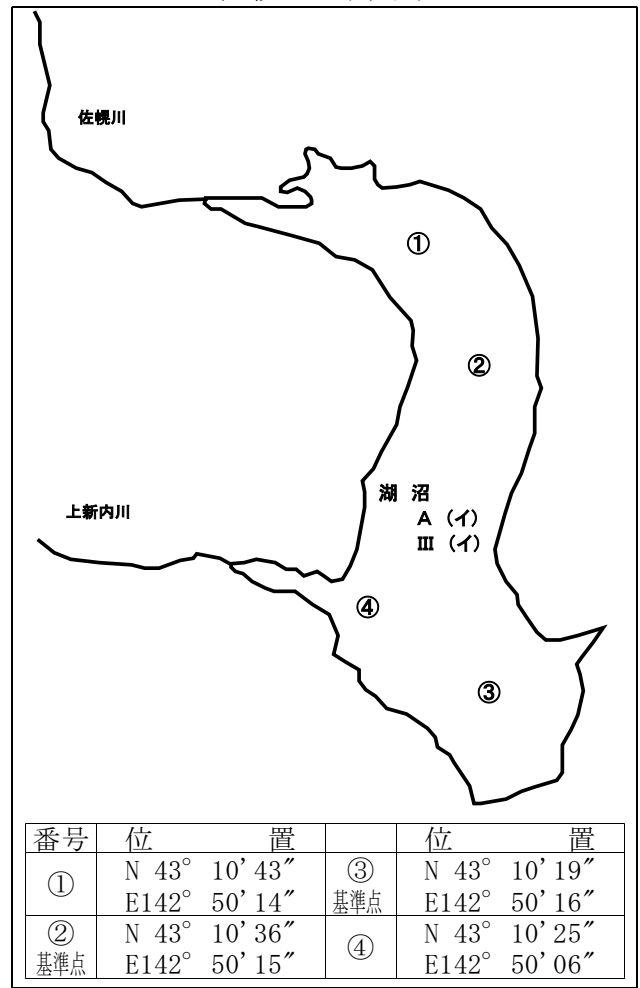 佐幌川
①
②
湖 沼
A (イ)
III (イ)
上新内川
④
③
番号 位 置 位 置
① N 43° 10′43″ E142° 50′14″ ③ 基準点 N 43° 10′19″ E142° 50′16″
② 基準点 N 43° 10′36″ E142° 50′15″ ④ N 43° 10′25″ E142° 50′06″